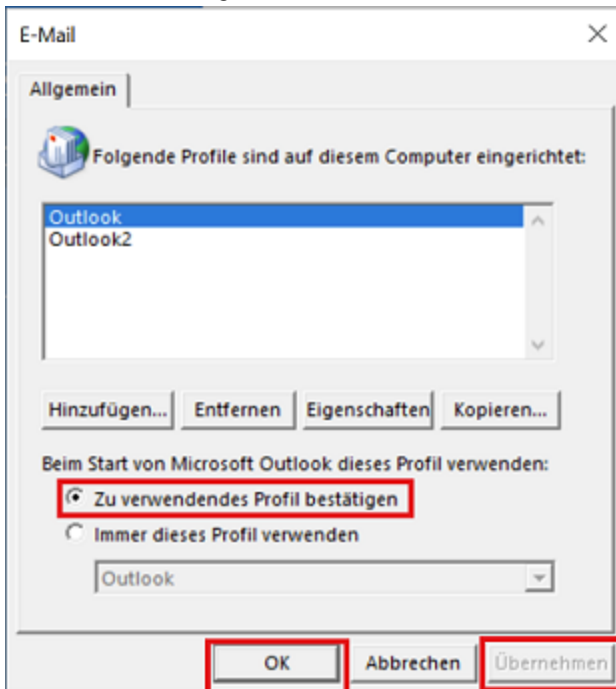 E-Mail
Allgemein
Folgende Profile sind auf diesem Computer eingerichtet:
Outlook
Outlook2
Hinzufügen... Entfernen Eigenschaften Kopieren...
Beim Start von Microsoft Outlook dieses Profil verwenden:
Zu verwendendes Profil bestätigen
Immer dieses Profil verwenden
Outlook
OK Abbrechen Übernehmen